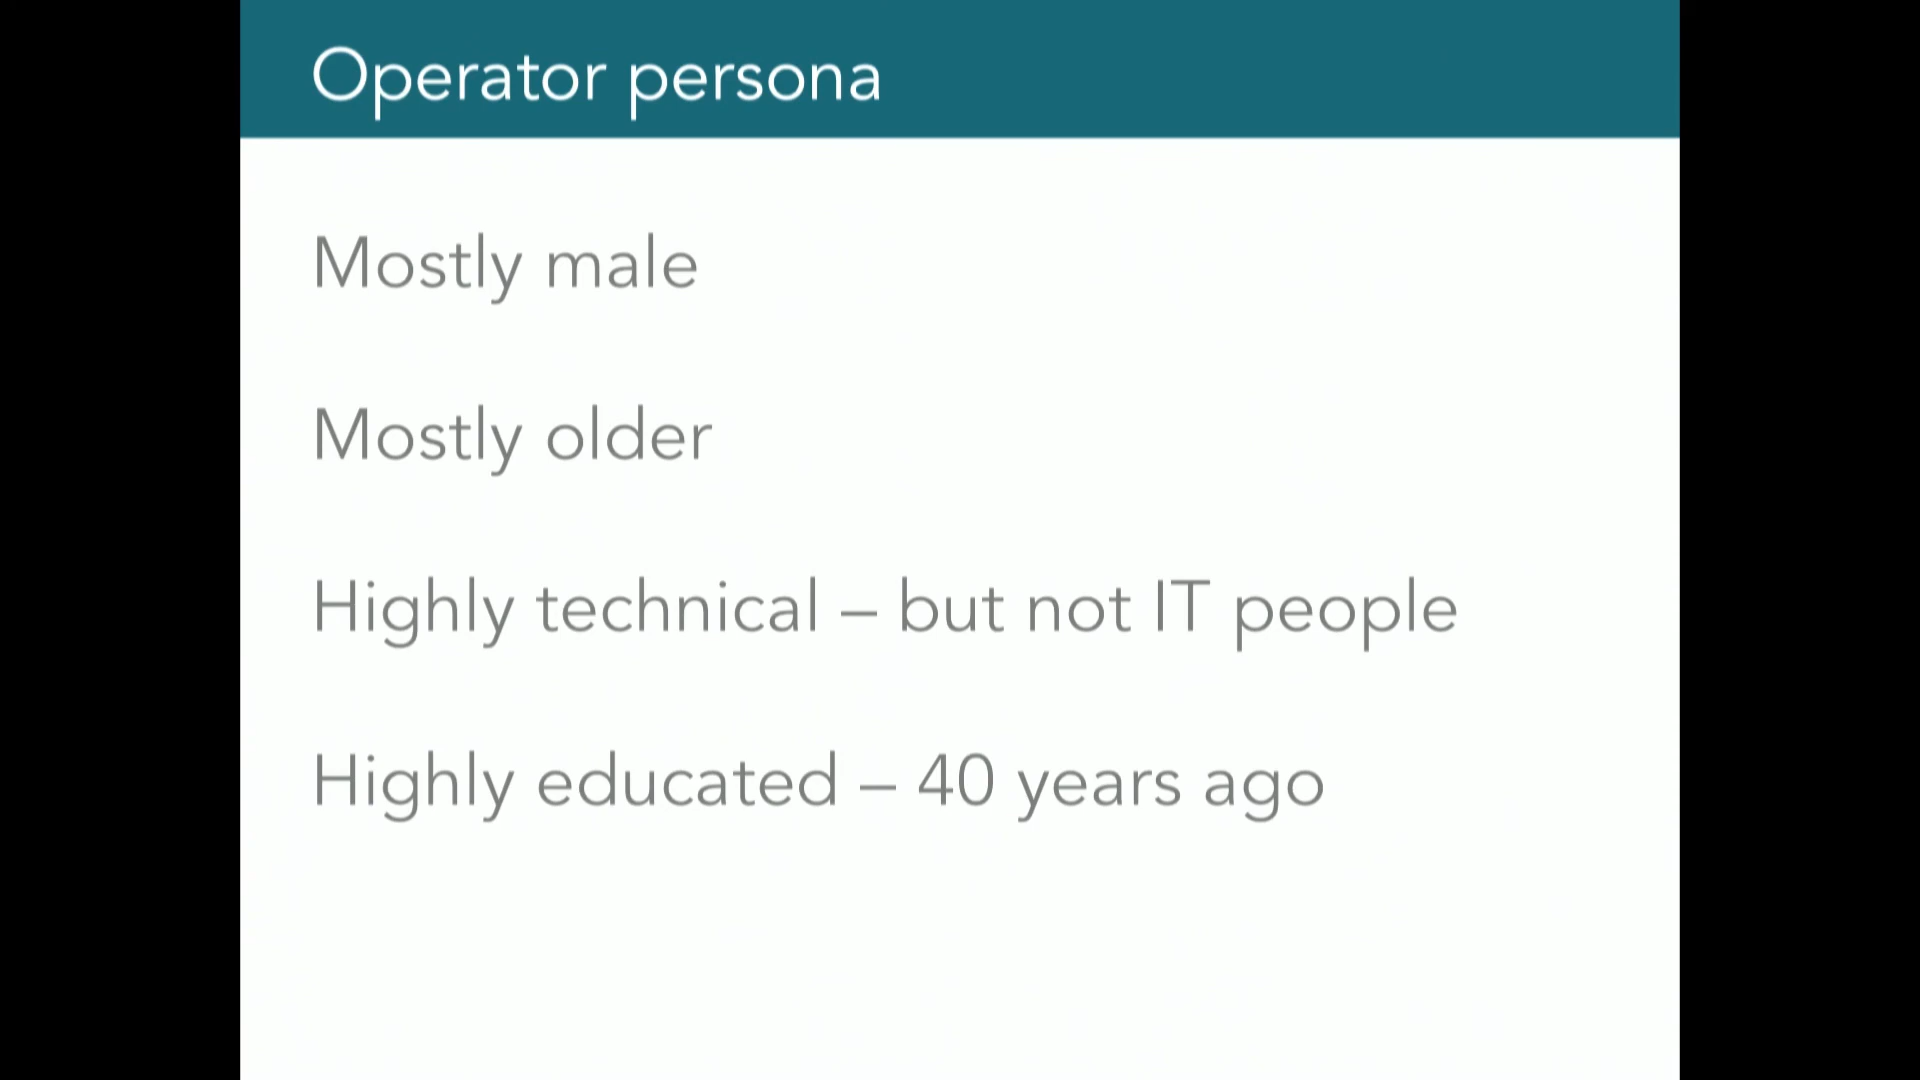 Operator persona
Mostly male
Mostly older
Highly technical – but not IT people
Highly educated – 40 years ago